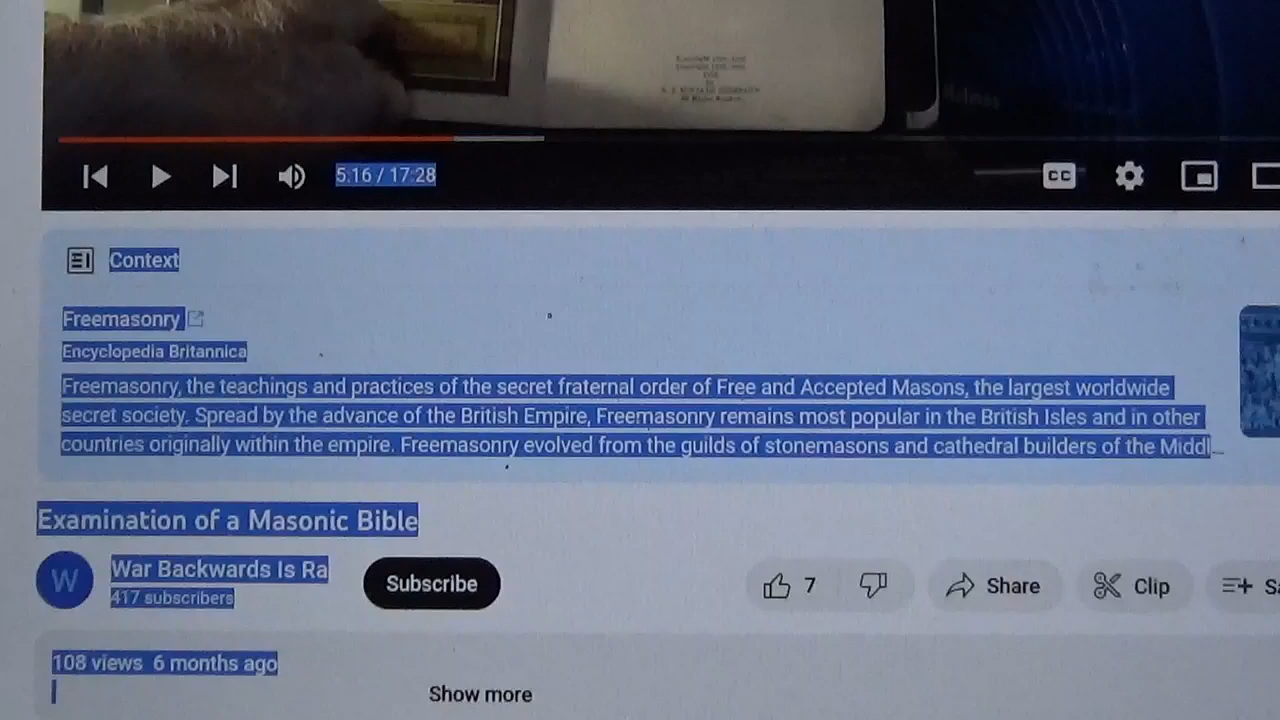 5:16 / 17:28
CC
Context
Freemasonry
Encyclopedia Britannica
Freemasonry, the teachings and practices of the secret fraternal order of Free and Accepted Masons, the largest worldwide
secret society. Spread by the advance of the British Empire, Freemasonry remains most popular in the British Isles and in other
countries originally within the empire. Freemasonry evolved from the guilds of stonemasons and cathedral builders of the Middl...
Examination of a Masonic Bible
W
War Backwards Is Ra
417 subscribers
Subscribe
7
Share
Clip
108 views 6 months ago
Show more